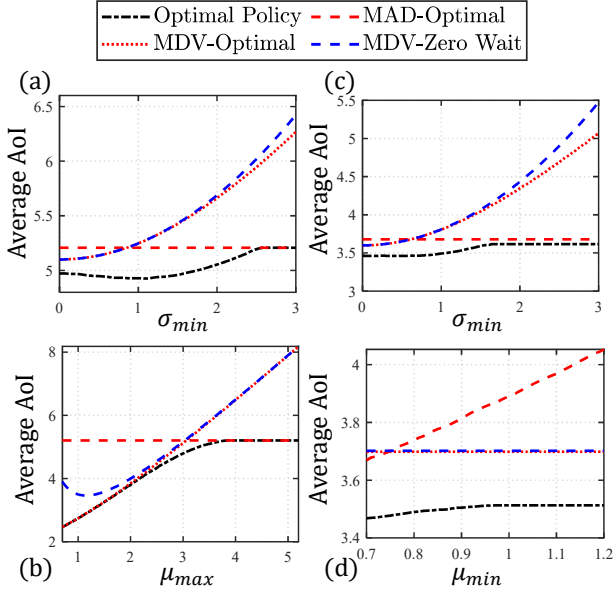 Optimal Policy MAD-Optimal
MDV-Optimal MDV-Zero Wait
(a)
Average AoI
6.5
6
5.5
5
0 1 2 3
σmin
(c)
Average AoI
5.5
5
4.5
4
3.5
3
0 1 2 3
σmin
(b)
Average AoI
8
6
4
2
1 2 3 4 5
μmax
(d)
Average AoI
4
3.8
3.6
3.4
0.7 0.8 0.9 1 1.1 1.2
μmin